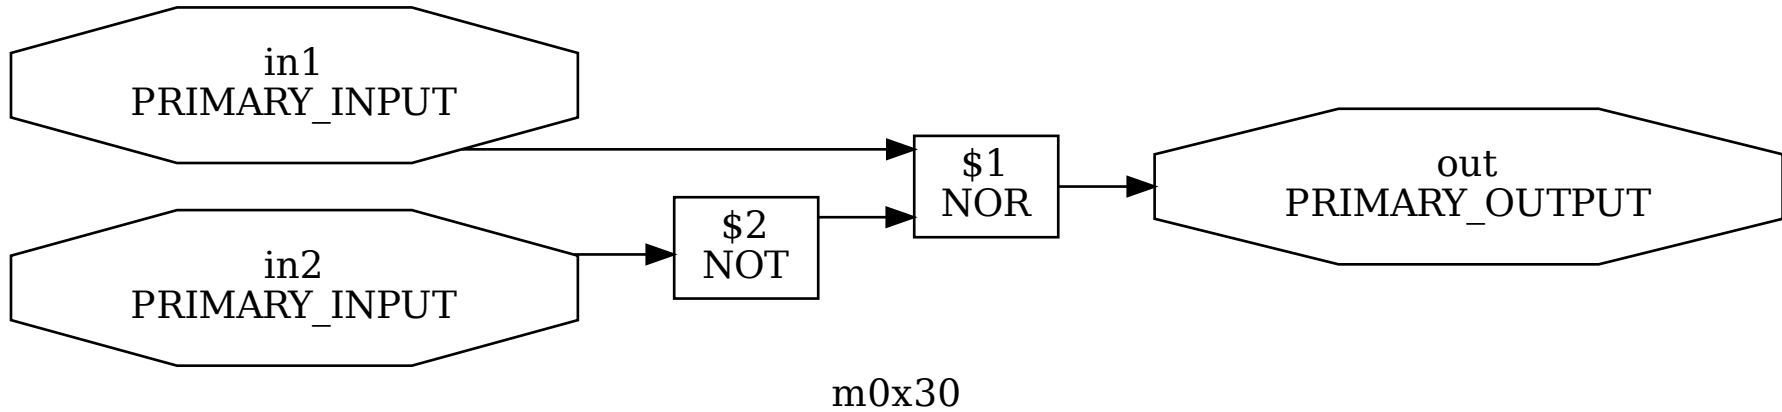 in1
PRIMARY_INPUT
in2
PRIMARY_INPUT
$2
NOT
$1
NOR
out
PRIMARY_OUTPUT
m0x30